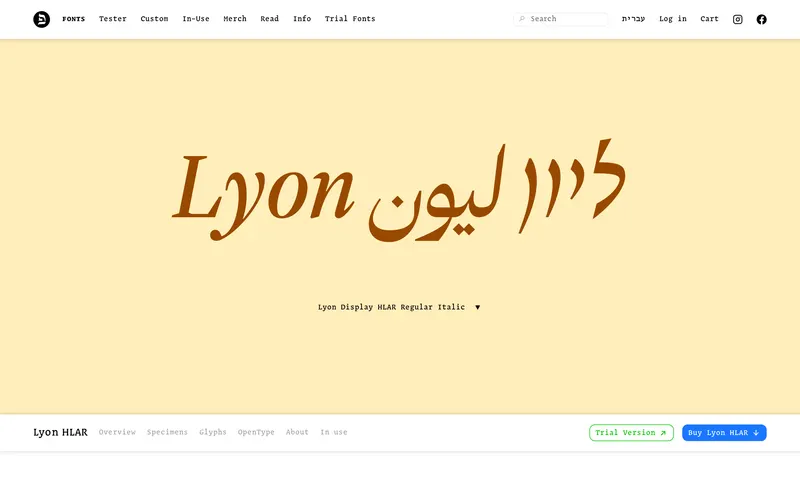 FONTS Tester Custom In-Use Merch Read Info Trial Fonts Search עברית Log in Cart
Lyon ليون ליון
Lyon Display HLAR Regular Italic ▼
Lyon HLAR Overview Specimens Glyphs OpenType About In use Trial Version ↗ Buy Lyon HLAR ↓